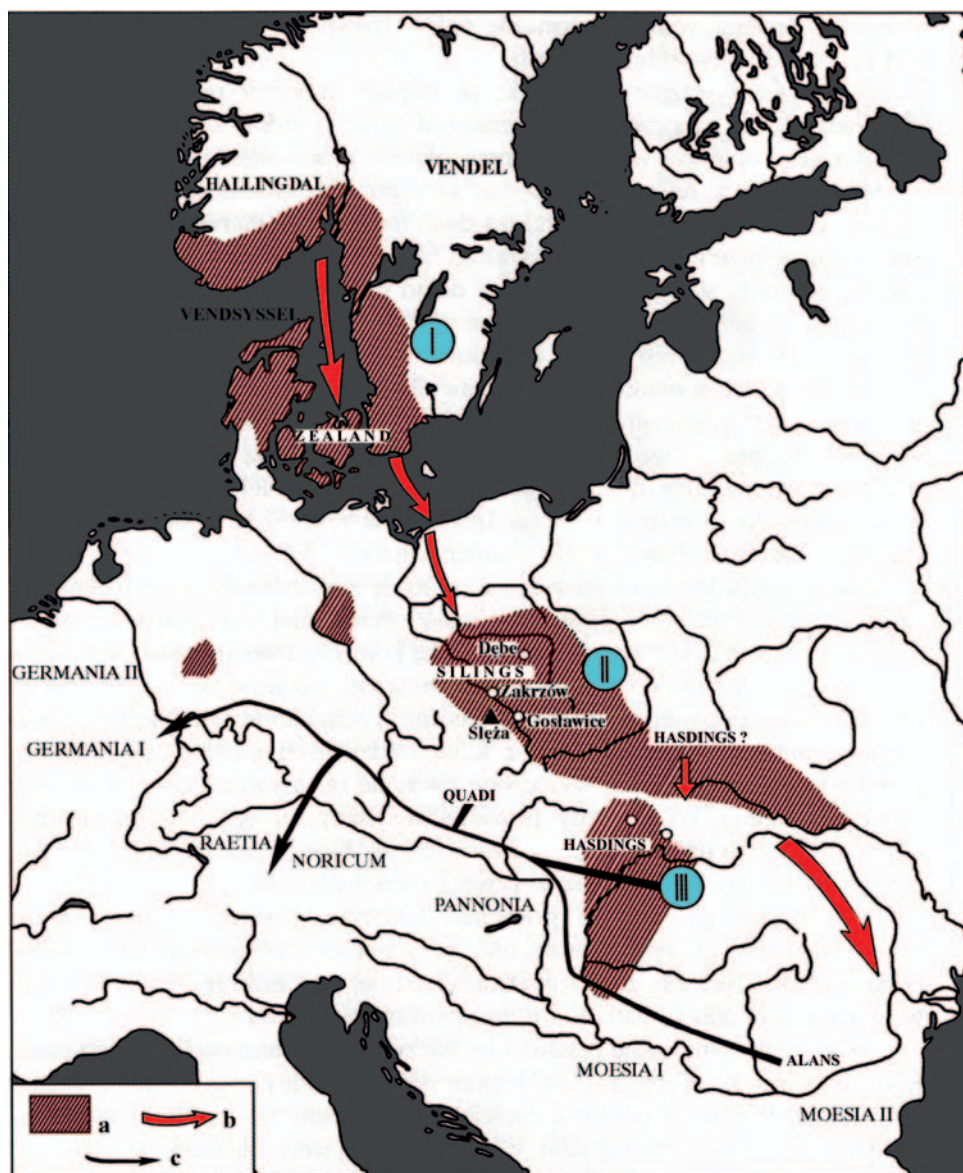 VENDEL
HALLINGDAL
VENDSYSSEL
I
ZEALAND
Dębe
SILINGS
II
Zakrzów
GERMANIA II
Ślęża
Gosławice
HASDINGS ?
GERMANIA I
QUADI
RAETIA
HASDINGS
NORICUM
III
PANNONIA
ALANS
MOESIA I
MOESIA II
a
b
c